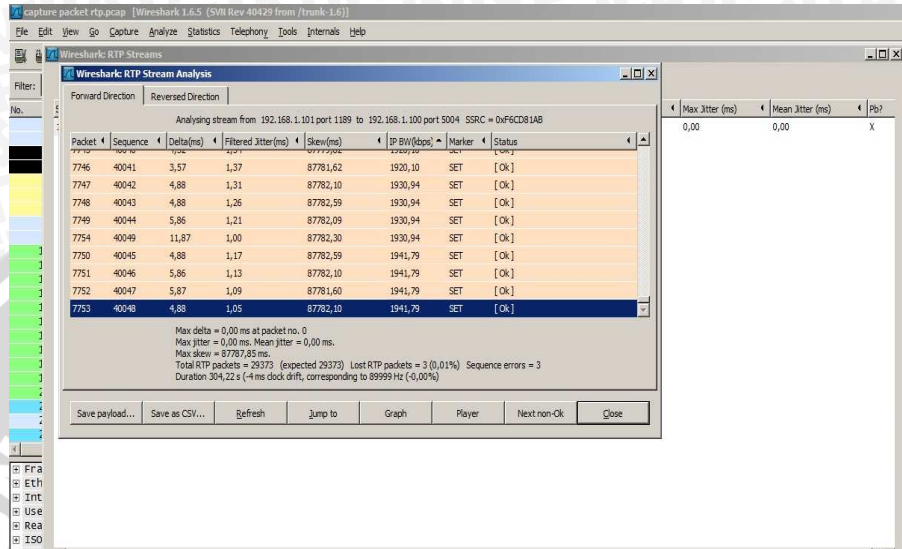 capture packet rtp.pcap [Wireshark 1.6.5 (SVN Rev 40429 from /trunk-1.6)]
File Edit View Go Capture Analyze Statistics Telephony Tools Internals Help
Wireshark: RTP Streams
Filter:
Wireshark: RTP Stream Analysis
Forward Direction Reversed Direction
Analysing stream from 192.168.1.101 port 1189 to 192.168.1.100 port 5004 SSRC = 0xF6CD81AB
No. Max Jitter (ms) Mean Jitter (ms) Pb?
0,00 0,00 X
Packet Sequence Delta(ms) Filtered Jitter(ms) Skew(ms) IP BW(kbps) Marker Status
7746 40041 3,57 1,37 87781,62 1920,10 SET [ Ok ]
7747 40042 4,88 1,31 87782,10 1930,94 SET [ Ok ]
7748 40043 4,88 1,26 87782,59 1930,94 SET [ Ok ]
7749 40044 5,86 1,21 87782,09 1930,94 SET [ Ok ]
7754 40049 11,87 1,00 87782,30 1930,94 SET [ Ok ]
7750 40045 4,88 1,17 87782,59 1941,79 SET [ Ok ]
7751 40046 5,86 1,13 87782,10 1941,79 SET [ Ok ]
7752 40047 5,87 1,09 87781,60 1941,79 SET [ Ok ]
7753 40048 4,88 1,05 87782,10 1941,79 SET [ Ok ]
Max delta = 0,00 ms at packet no. 0
Max jitter = 0,00 ms. Mean jitter = 0,00 ms.
Max skew = 87787,85 ms.
Total RTP packets = 29373 (expected 29373) Lost RTP packets = 3 (0,01%) Sequence errors = 3
Duration 304,22 s (-4 ms clock drift, corresponding to 89999 Hz (-0,00%)
Save payload... Save as CSV... Refresh Jump to Graph Player Next non-Ok Close
Fra
Eth
Int
Use
Rea
ISO